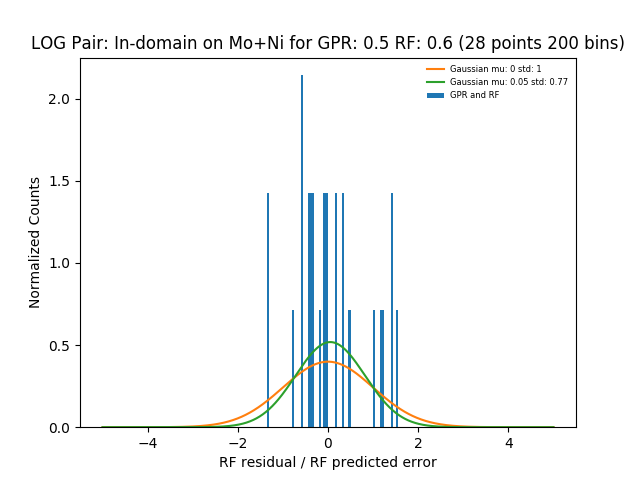 LOG Pair: In-domain on Mo+Ni for GPR: 0.5 RF: 0.6 (28 points 200 bins)
Gaussian mu: 0 std: 1
Gaussian mu: 0.05 std: 0.77
GPR and RF
Normalized Counts
2.0
1.5
1.0
0.5
0.0
−4 −2 0 2 4
RF residual / RF predicted error